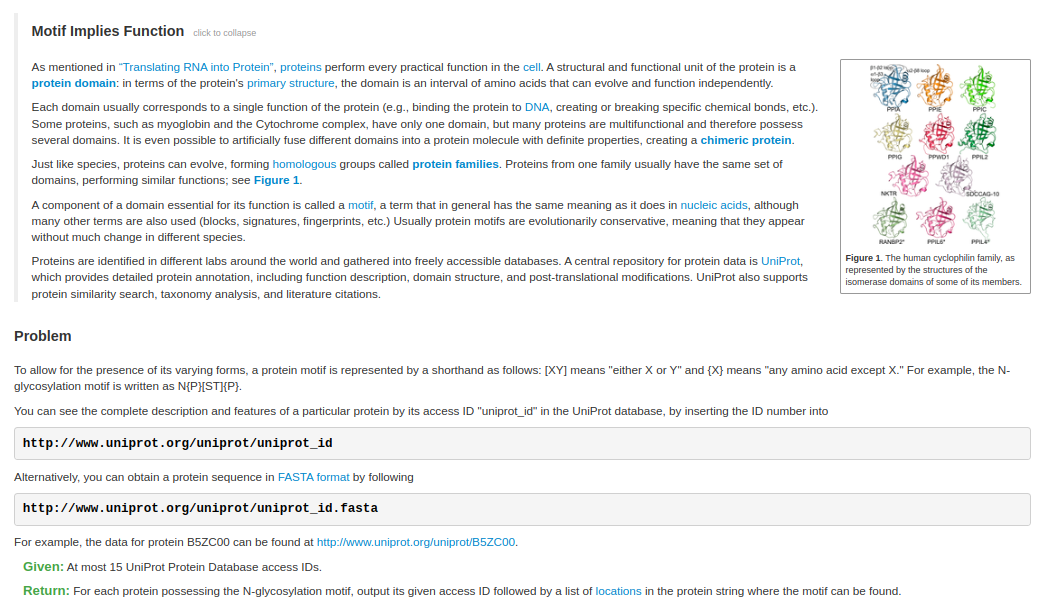 Motif Implies Function click to collapse
As mentioned in “Translating RNA into Protein”, proteins perform every practical function in the cell. A structural and functional unit of the protein is a
protein domain: in terms of the protein's primary structure, the domain is an interval of amino acids that can evolve and function independently.
Each domain usually corresponds to a single function of the protein (e.g., binding the protein to DNA, creating or breaking specific chemical bonds, etc.).
Some proteins, such as myoglobin and the Cytochrome complex, have only one domain, but many proteins are multifunctional and therefore possess
several domains. It is even possible to artificially fuse different domains into a protein molecule with definite properties, creating a chimeric protein.
Just like species, proteins can evolve, forming homologous groups called protein families. Proteins from one family usually have the same set of
domains, performing similar functions; see Figure 1.
A component of a domain essential for its function is called a motif, a term that in general has the same meaning as it does in nucleic acids, although
many other terms are also used (blocks, signatures, fingerprints, etc.) Usually protein motifs are evolutionarily conservative, meaning that they appear
without much change in different species.
Proteins are identified in different labs around the world and gathered into freely accessible databases. A central repository for protein data is UniProt,
which provides detailed protein annotation, including function description, domain structure, and post-translational modifications. UniProt also supports
protein similarity search, taxonomy analysis, and literature citations.
PPIA PPIE PPIC
PPIG PPWD1 PPIL2
NKTR SDCCAG-10
RANBP2* PPIL6* PPIL4*
Figure 1. The human cyclophilin family, as
represented by the structures of the
isomerase domains of some of its members.
Problem
To allow for the presence of its varying forms, a protein motif is represented by a shorthand as follows: [XY] means "either X or Y" and {X} means "any amino acid except X." For example, the N-
glycosylation motif is written as N{P}[ST]{P}.
You can see the complete description and features of a particular protein by its access ID "uniprot_id" in the UniProt database, by inserting the ID number into
http://www.uniprot.org/uniprot/uniprot_id
Alternatively, you can obtain a protein sequence in FASTA format by following
http://www.uniprot.org/uniprot/uniprot_id.fasta
For example, the data for protein B5ZC00 can be found at http://www.uniprot.org/uniprot/B5ZC00.
Given: At most 15 UniProt Protein Database access IDs.
Return: For each protein possessing the N-glycosylation motif, output its given access ID followed by a list of locations in the protein string where the motif can be found.